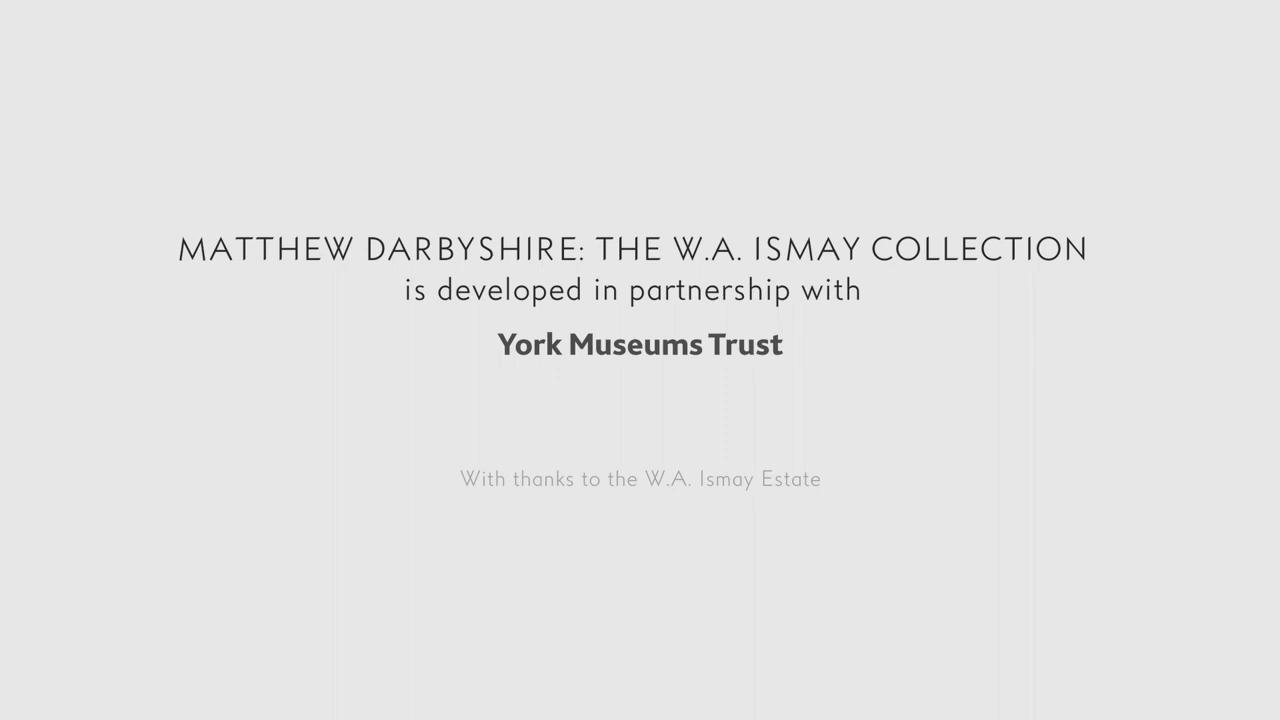 MATTHEW DARBYSHIRE: THE W.A. ISMAY COLLECTION
is developed in partnership with
York Museums Trust
With thanks to the W.A. Ismay Estate